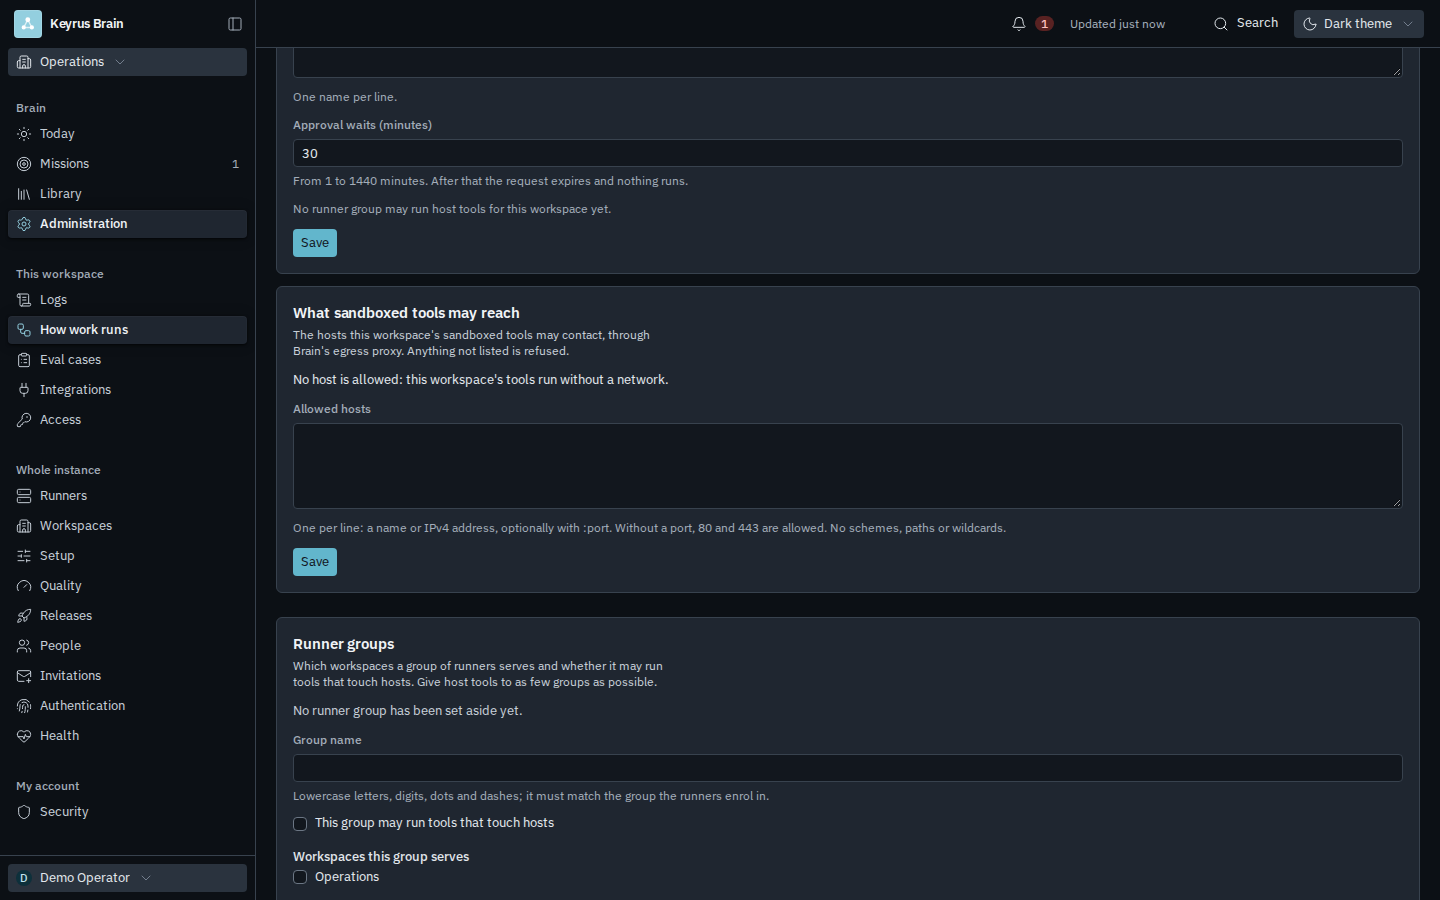 Keyrus Brain
Operations
Brain
Today
Missions 1
Library
Administration
This workspace
Logs
How work runs
Eval cases
Integrations
Access
Whole instance
Runners
Workspaces
Setup
Quality
Releases
People
Invitations
Authentication
Health
My account
Security
D Demo Operator
1 Updated just now Search Dark theme
One name per line.
Approval waits (minutes)
30
From 1 to 1440 minutes. After that the request expires and nothing runs.
No runner group may run host tools for this workspace yet.
Save
What sandboxed tools may reach
The hosts this workspace's sandboxed tools may contact, through
Brain's egress proxy. Anything not listed is refused.
No host is allowed: this workspace's tools run without a network.
Allowed hosts
One per line: a name or IPv4 address, optionally with :port. Without a port, 80 and 443 are allowed. No schemes, paths or wildcards.
Save
Runner groups
Which workspaces a group of runners serves and whether it may run
tools that touch hosts. Give host tools to as few groups as possible.
No runner group has been set aside yet.
Group name
Lowercase letters, digits, dots and dashes; it must match the group the runners enrol in.
This group may run tools that touch hosts
Workspaces this group serves
Operations